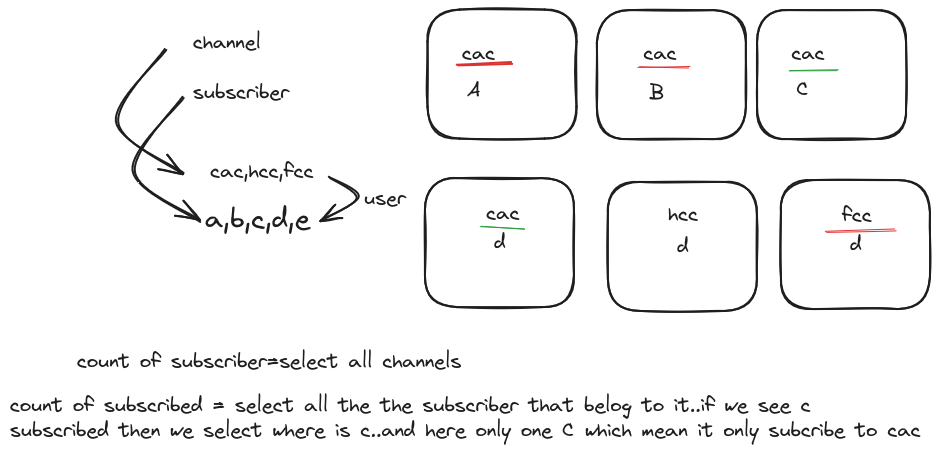 channel
subscriber
cac,hcc,fcc
user
a,b,c,d,e
cac
A
cac
B
cac
C
cac
d
hcc
d
fcc
d
count of subscriber=select all channels
count of subscribed = select all the the subscriber that belog to it..if we see c
subscribed then we select where is c..and here only one C which mean it only subcribe to cac